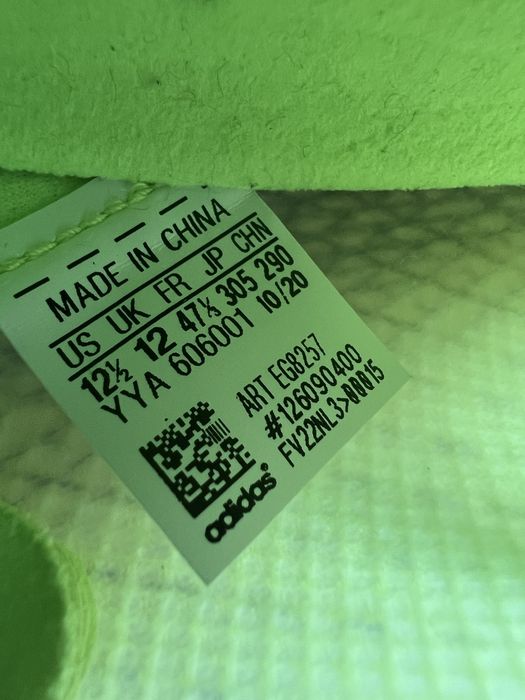 MADE IN CHINA
US UK FR JP CHN
12½ 12 47⅓ 305 290
YYA 606001 10/20
ART EG8257
#126090400
FV22NL3>00015
adidas®